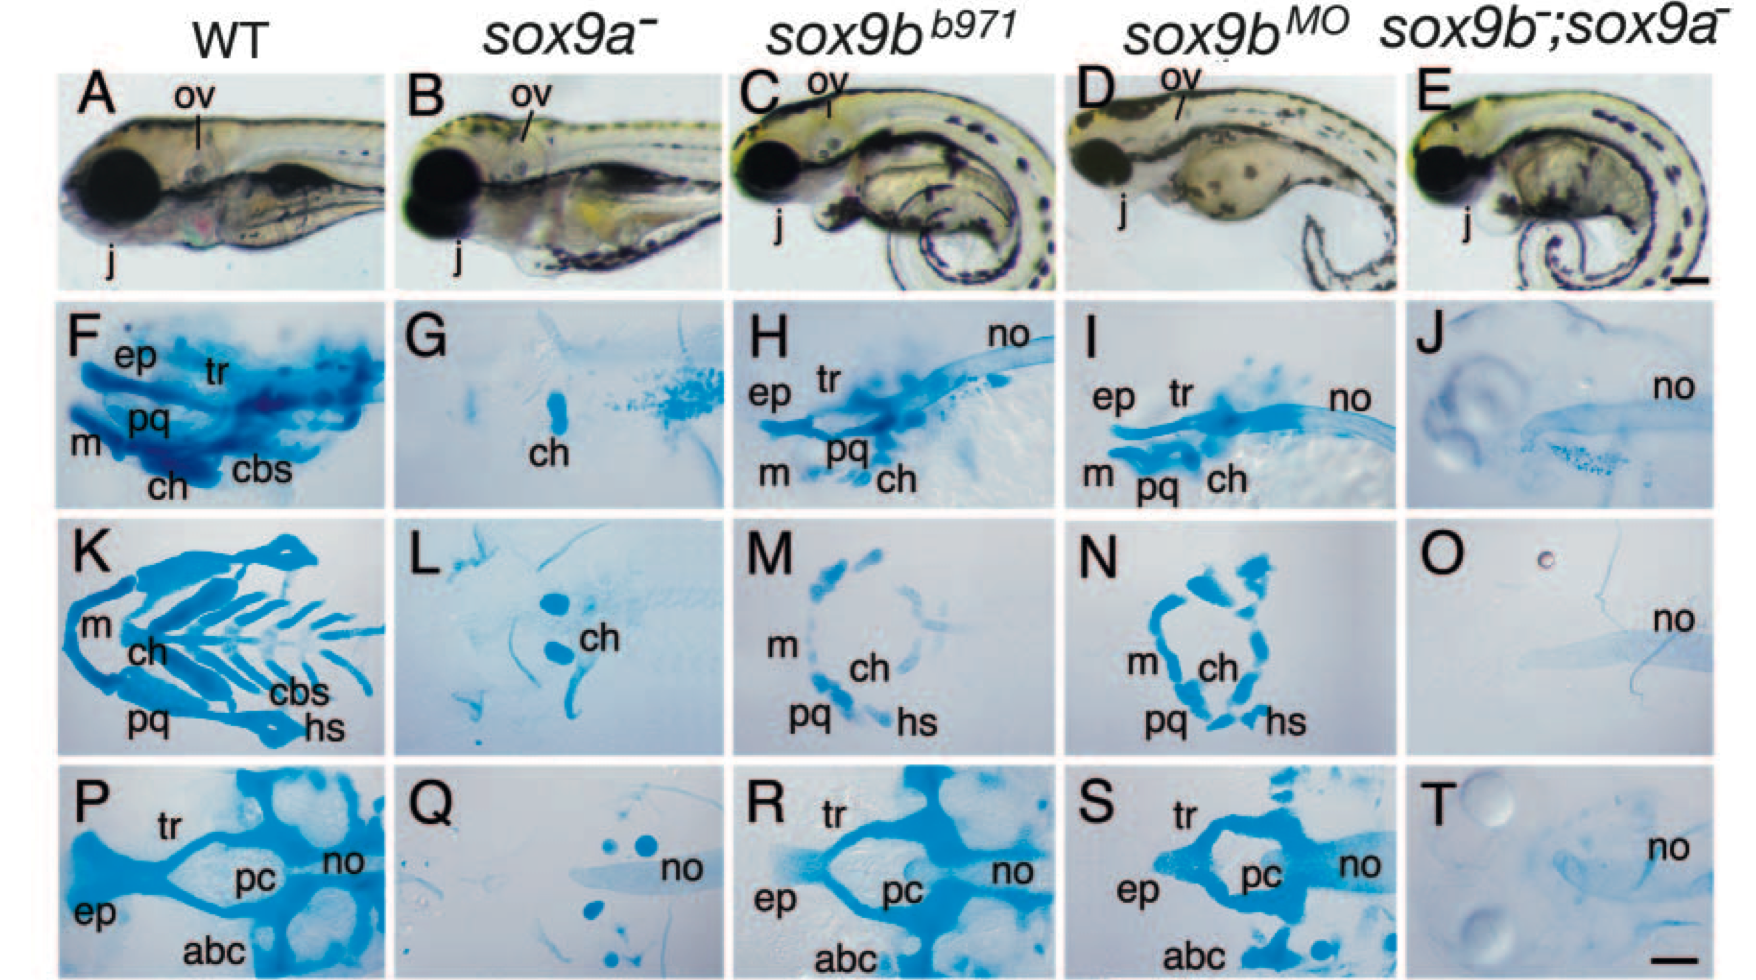 WT sox9a- sox9b b971 sox9b MO sox9b-;sox9a-
A ov j
B ov j
C ov j
D ov j
E j
F ep tr pq m ch cbs
G ch
H no tr ep pq m ch
I ep tr no m pq ch
J no
K m ch cbs pq hs
L ch
M m ch pq hs
N m ch pq hs
O no
P tr no pc ep abc
Q no
R tr no pc ep abc
S tr no pc ep abc
T no